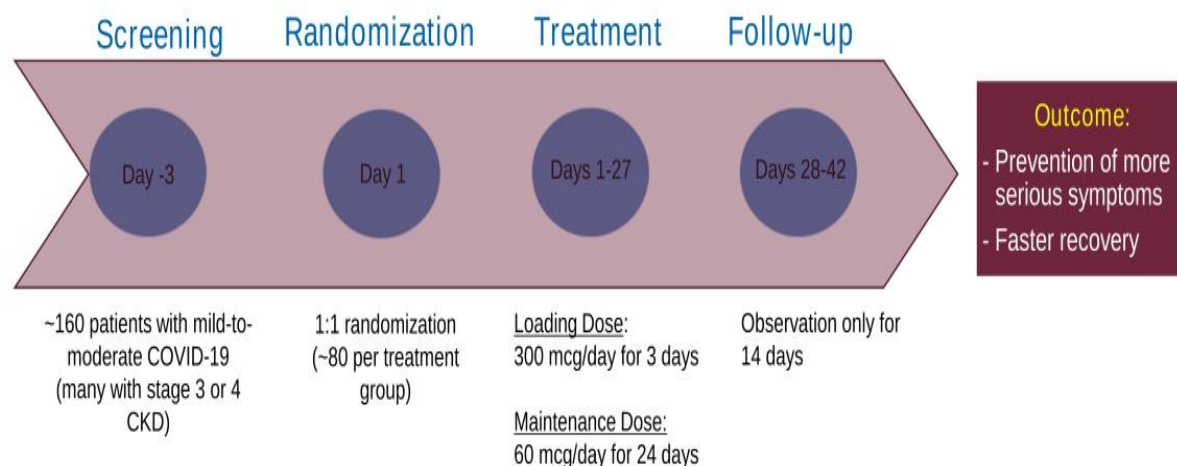 Screening
Randomization
Treatment
Follow-up
Day -3
Day 1
Days 1-27
Days 28-42
Outcome:
- Prevention of more
serious symptoms
- Faster recovery
~160 patients with mild-to-
moderate COVID-19
(many with stage 3 or 4
CKD)
1:1 randomization
(~80 per treatment
group)
Loading Dose:
300 mcg/day for 3 days
Maintenance Dose:
60 mcg/day for 24 days
Observation only for
14 days